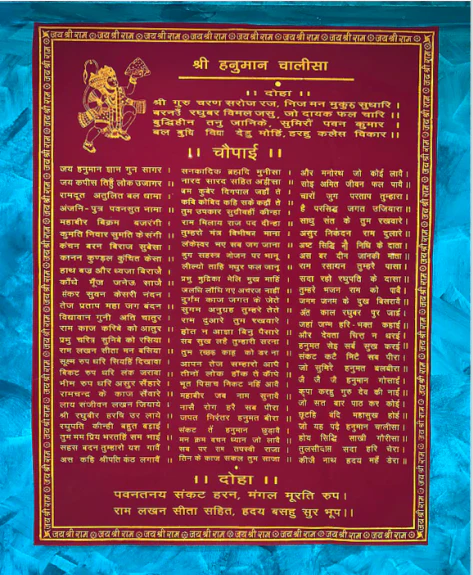 जय श्री राम
श्री हनुमान चालीसा
।। दोहा ।।
श्री गुरु चरण सरोज रज, निज मन मुकुरु सुधारि ।
बरनउँ रघुबर विमल जसु, जो दायक फल चारि ।
बुद्धिहीन तनु जानिके, सुमिरौं पवन कुमार ।
बल बुधि विद्या देहु मोहिं, हरहु कलेस विकार ।।
।। चौपाई ।।
जय हनुमान ज्ञान गुन सागर
जय कपीस तिहुँ लोक उजागर
रामदूत अतुलित बल धामा
अंजनि-पुत्र पवनसुत नामा
महाबीर बिक्रम बजरंगी
कुमति निवार सुमति के संगी
कंचन बरन बिराज सुबेसा
कानन कुण्डल कुंचित केसा
हाथ बज्र और ध्वजा बिराजै
काँधे मूँज जनेऊ साजै
शंकर सुवन केसरी नन्दन
तेज प्रताप महा जग बंदन
विद्यावान गुनी अति चातुर
राम काज करिबे को आतुर
प्रभु चरित्र सुनिबे को रसिया
राम लखन सीता मन बसिया
सूक्ष्म रुप धरि सियहिं दिखावा
बिकट रुप धरि लंक जरावा
भीम रुप धरि असुर सँहारे
रामचन्द्र के काज सँवारे
लाय संजीवन लखन जियाये
श्री रघुबीर हरषि उर लाये
रघुपति कीन्ही बहुत बड़ाई
तुम मम प्रिय भरतहि सम भाई
सहस बदन तुम्हारो यश गावैं
अस कहि श्रीपति कंठ लगावैं
सनकादिक ब्रह्मादि मुनीसा
नारद सारद सहित अहीसा
जम कुबेर दिगपाल जहाँ ते
कवि कोबिद कहि सके कहाँ ते
तुम उपकार सुग्रीवहिं कीन्हा
राम मिलाय राज पद दीन्हा
तुम्हरो मंत्र विभीषन माना
लंकेस्वर भए सब जग जाना
जुग सहस्त्र जोजन पर भानू
लील्यो ताहि मधुर फल जानू
प्रभु मुद्रिका मेलि मुख माहीं
जलधि लाँघि गए अचरज नाहीं
दुर्गम काज जगत के जेते
सुगम अनुग्रह तुम्हरे तेते
राम दुआरे तुम रखवारे
होत न आज्ञा बिनु पैसारे
सब सुख लहै तुम्हारी सरना
तुम रच्छक काहू को डर ना
आपन तेज सम्हारो आपै
तीनों लोक हाँक ते काँपै
भूत पिसाच निकट नहिं आवैं
महाबीर जब नाम सुनावै
नासै रोग हरै सब पीरा
जपत निरंतर हनुमत बीरा
संकट तें हनुमान छुड़ावै
मन क्रम बचन ध्यान जो लावै
सब पर राम तपस्वी राजा
तिन के काज सकल तुम साजा
और मनोरथ जो कोई लावै
सोइ अमित जीवन फल पावै
चारों जुग परताप तुम्हारा
है परसिद्ध जगत उजियारा
साधु संत के तुम रखवारे
असुर निकंदन राम दुलारे
अष्ट सिद्धि नौ निधि के दाता
अस बर दीन जानकी माता
राम रसायन तुम्हरे पासा
सदा रहो रघुपति के दासा
तुम्हरे भजन राम को पावै
जनम जनम के दुख बिसरावै
अंत काल रघुबर पुर जाई
जहां जन्म हरि-भक्त कहाई
और देवता चित्त न धरई
हनुमत सेइ सर्ब सुख करई
संकट कटै मिटै सब पीरा
जो सुमिरै हनुमत बलबीरा
जै जै जै हनुमान गोसाईं
कृपा करहु गुरु देव की नाईं
जो सत बार पाठ कर कोई
छूटहि बंदि महासुख होई
जो यह पढ़ै हनुमान चालीसा
होय सिद्धि साखी गौरीसा
तुलसीदास सदा हरि चेरा
कीजै नाथ हृदय महँ डेरा
।। दोहा ।।
पवनतनय संकट हरन, मंगल मूरति रुप ।
राम लखन सीता सहित, हृदय बसहु सुर भूप ।।
जय श्री राम